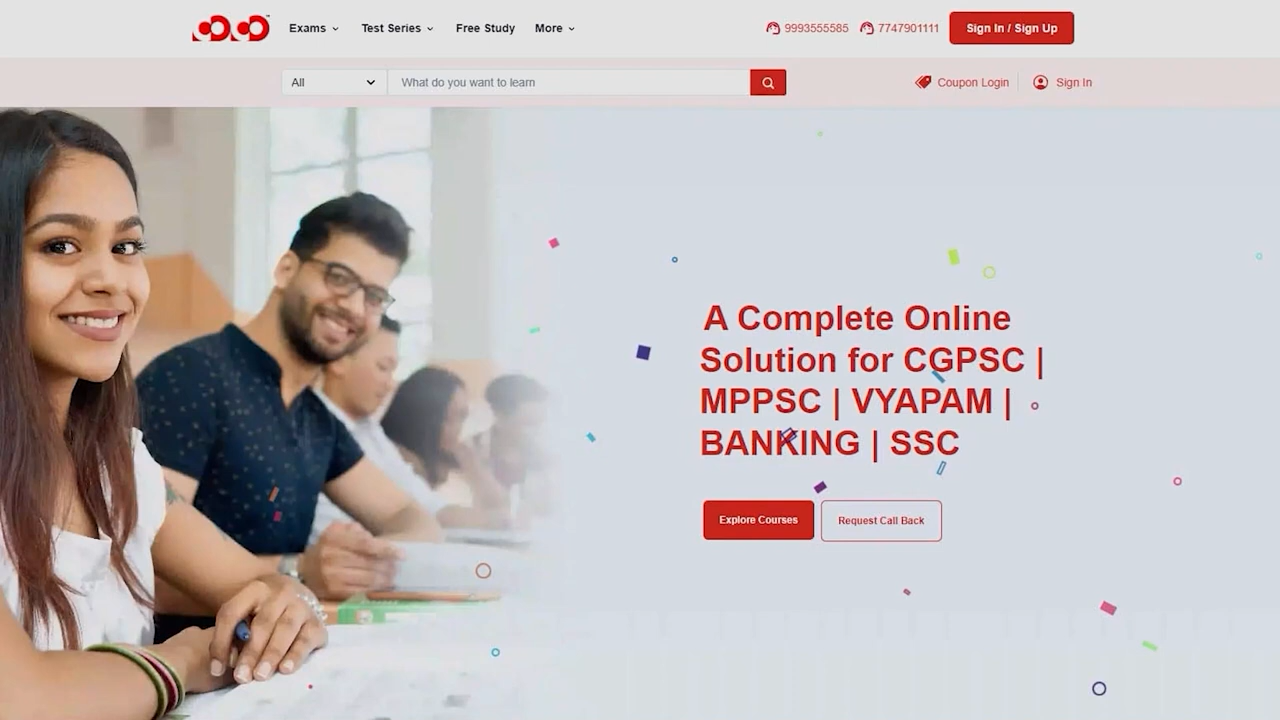 Exams Test Series Free Study More 9993555585 7747901111 Sign In / Sign Up
All What do you want to learn Coupon Login Sign In
A Complete Online
Solution for CGPSC |
MPPSC | VYAPAM |
BANKING | SSC
Explore Courses Request Call Back